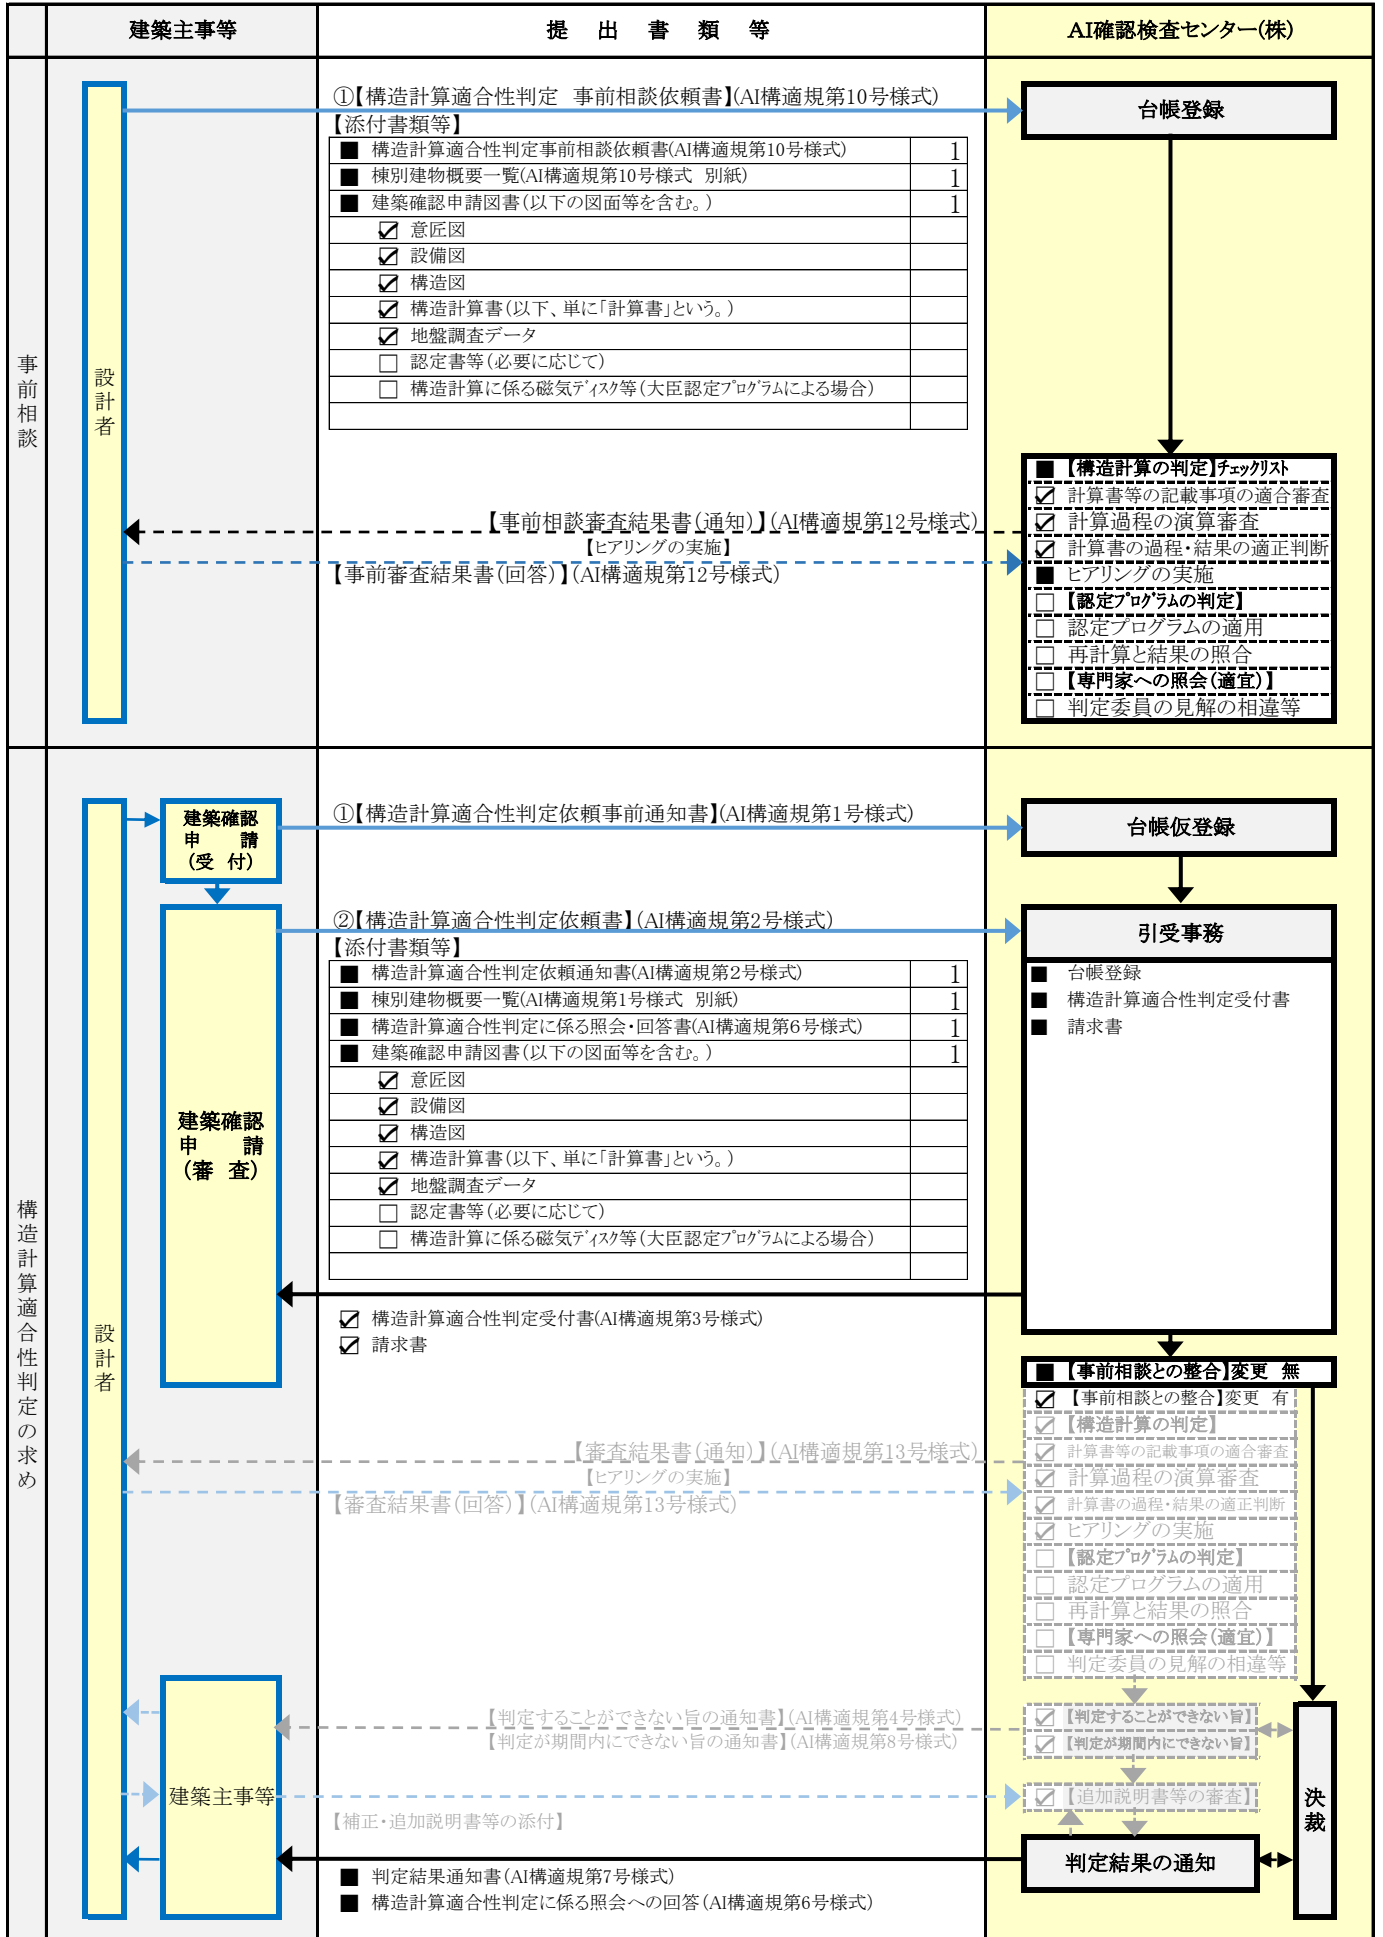 建築主事等
提 出 書 類 等
AI確認検査センター(株)
事前相談
設計者
①【構造計算適合性判定 事前相談依頼書】(AI構適規第10号様式)
【添付書類等】
■ 構造計算適合性判定事前相談依頼書(AI構適規第10号様式) 1
■ 棟別建物概要一覧(AI構適規第10号様式 別紙) 1
■ 建築確認申請図書(以下の図面等を含む。) 1
☑ 意匠図
☑ 設備図
☑ 構造図
☑ 構造計算書(以下、単に「計算書」という。)
☑ 地盤調査データ
□ 認定書等(必要に応じて)
□ 構造計算に係る磁気ディスク等(大臣認定プログラムによる場合)
台帳登録
【事前相談審査結果書(通知)】(AI構適規第12号様式)
【ヒアリングの実施】
【事前審査結果書(回答)】(AI構適規第12号様式)
■ 【構造計算の判定】チェックリスト
☑ 計算書等の記載事項の適合審査
☑ 計算過程の演算審査
☑ 計算書の過程・結果の適正判断
■ ヒアリングの実施
□ 【認定プログラムの判定】
□ 認定プログラムの適用
□ 再計算と結果の照合
□ 【専門家への照会(適宜)】
□ 判定委員の見解の相違等
構造計算適合性判定の求め
設計者
建築確認
申 請
(受 付)
①【構造計算適合性判定依頼事前通知書】(AI構適規第1号様式)
台帳仮登録
建築確認
申 請
(審 査)
②【構造計算適合性判定依頼書】(AI構適規第2号様式)
【添付書類等】
■ 構造計算適合性判定依頼通知書(AI構適規第2号様式) 1
■ 棟別建物概要一覧(AI構適規第1号様式 別紙) 1
■ 構造計算適合性判定に係る照会・回答書(AI構適規第6号様式) 1
■ 建築確認申請図書(以下の図面等を含む。) 1
☑ 意匠図
☑ 設備図
☑ 構造図
☑ 構造計算書(以下、単に「計算書」という。)
☑ 地盤調査データ
□ 認定書等(必要に応じて)
□ 構造計算に係る磁気ディスク等(大臣認定プログラムによる場合)
引受事務
■ 台帳登録
■ 構造計算適合性判定受付書
■ 請求書
☑ 構造計算適合性判定受付書(AI構適規第3号様式)
☑ 請求書
■ 【事前相談との整合】変更 無
☑ 【事前相談との整合】変更 有
☑ 【構造計算の判定】
☑ 計算書等の記載事項の適合審査
☑ 計算過程の演算審査
☑ 計算書の過程・結果の適正判断
☑ ヒアリングの実施
□ 【認定プログラムの判定】
□ 認定プログラムの適用
□ 再計算と結果の照合
□ 【専門家への照会(適宜)】
□ 判定委員の見解の相違等
【審査結果書(通知)】(AI構適規第13号様式)
【ヒアリングの実施】
【審査結果書(回答)】(AI構適規第13号様式)
建築主事等
【判定することができない旨の通知書】(AI構適規第4号様式)
【判定が期間内にできない旨の通知書】(AI構適規第8号様式)
☑ 【判定することができない旨】
☑ 【判定が期間内にできない旨】
☑ 【追加説明書等の審査】
【補正・追加説明書等の添付】
決裁
判定結果の通知
■ 判定結果通知書(AI構適規第7号様式)
■ 構造計算適合性判定に係る照会への回答(AI構適規第6号様式)